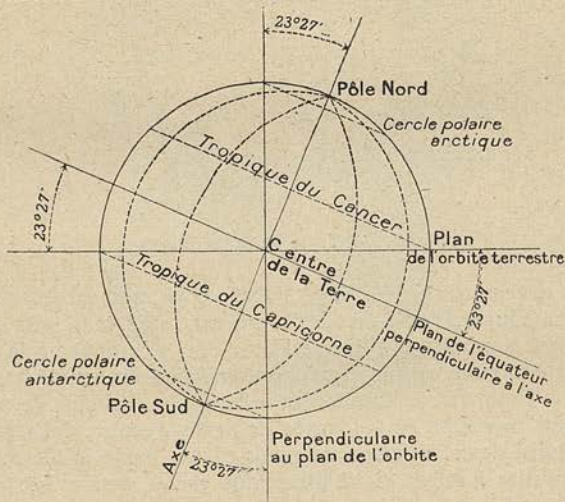 23°27'
Pôle Nord
Cercle polaire
arctique
Tropique du Cancer
23°27'
Centre
de la Terre
Plan
de l'orbite terrestre
Tropique du Capricorne
23°27'
Plan de l'équateur
perpendiculaire à l'axe
Cercle polaire
antarctique
Pôle Sud
Perpendiculaire
au plan de l'orbite
Axe
23°27'